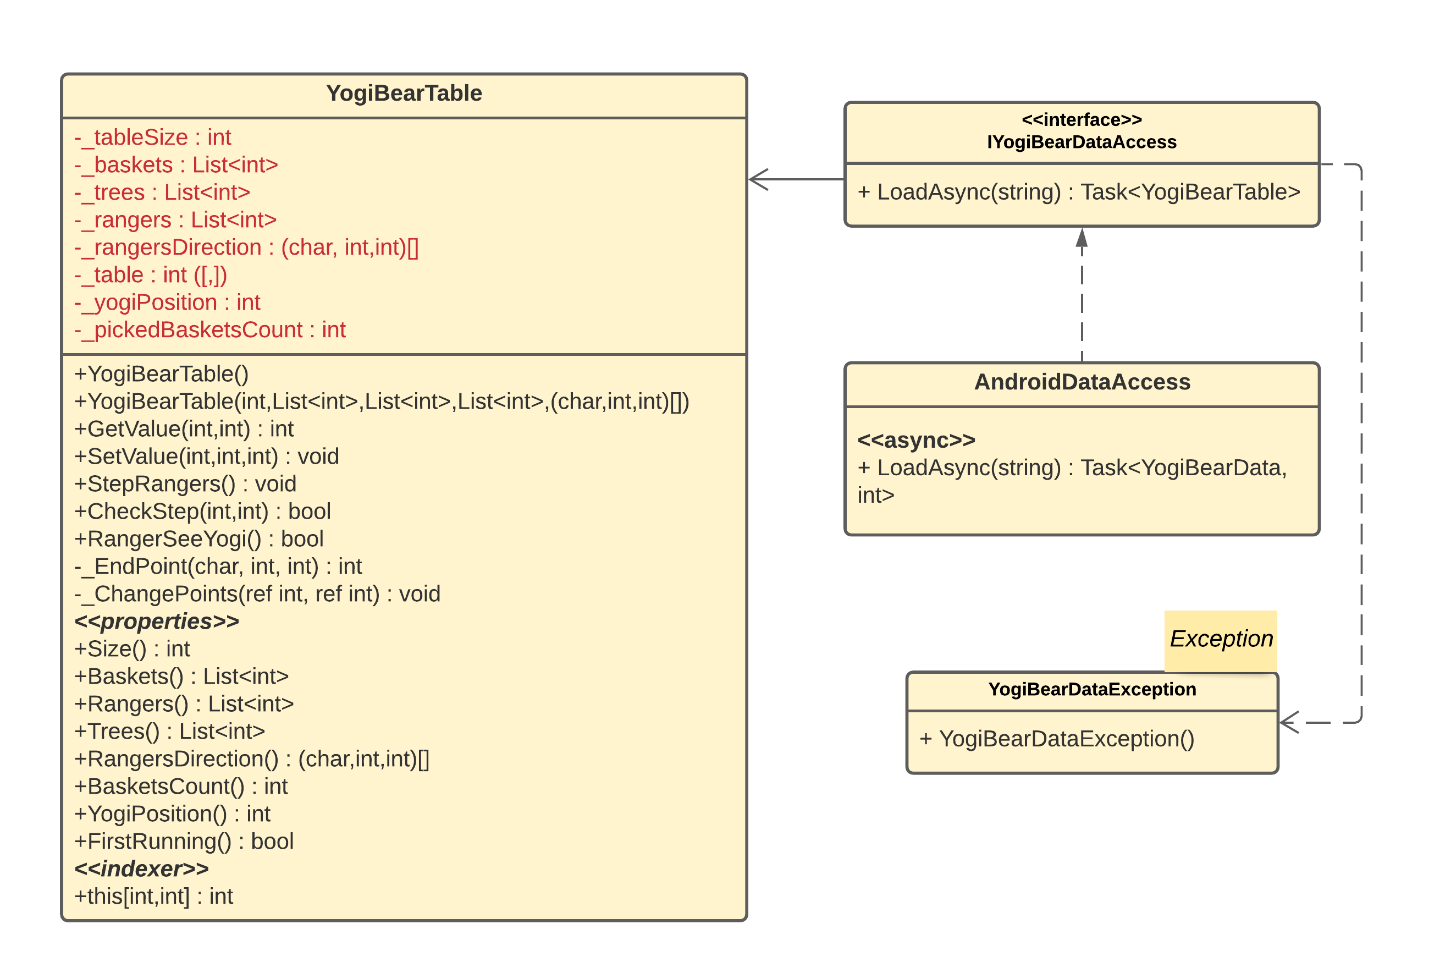 YogiBearTable
-_tableSize : int
-_baskets : List<int>
-_trees : List<int>
-_rangers : List<int>
-_rangersDirection : (char, int,int)[]
-_table : int ([,])
-_yogiPosition : int
-_pickedBasketsCount : int
+YogiBearTable()
+YogiBearTable(int,List<int>,List<int>,List<int>,(char,int,int)[])
+GetValue(int,int) : int
+SetValue(int,int,int) : void
+StepRangers() : void
+CheckStep(int,int) : bool
+RangerSeeYogi() : bool
-_EndPoint(char, int, int) : int
-_ChangePoints(ref int, ref int) : void
<<properties>>
+Size() : int
+Baskets() : List<int>
+Rangers() : List<int>
+Trees() : List<int>
+RangersDirection() : (char,int,int)[]
+BasketsCount() : int
+YogiPosition() : int
+FirstRunning() : bool
<<indexer>>
+this[int,int] : int
<<interface>>
IYogiBearDataAccess
+ LoadAsync(string) : Task<YogiBearTable>
AndroidDataAccess
<<async>>
+ LoadAsync(string) : Task<YogiBearData,
int>
Exception
YogiBearDataException
+ YogiBearDataException()